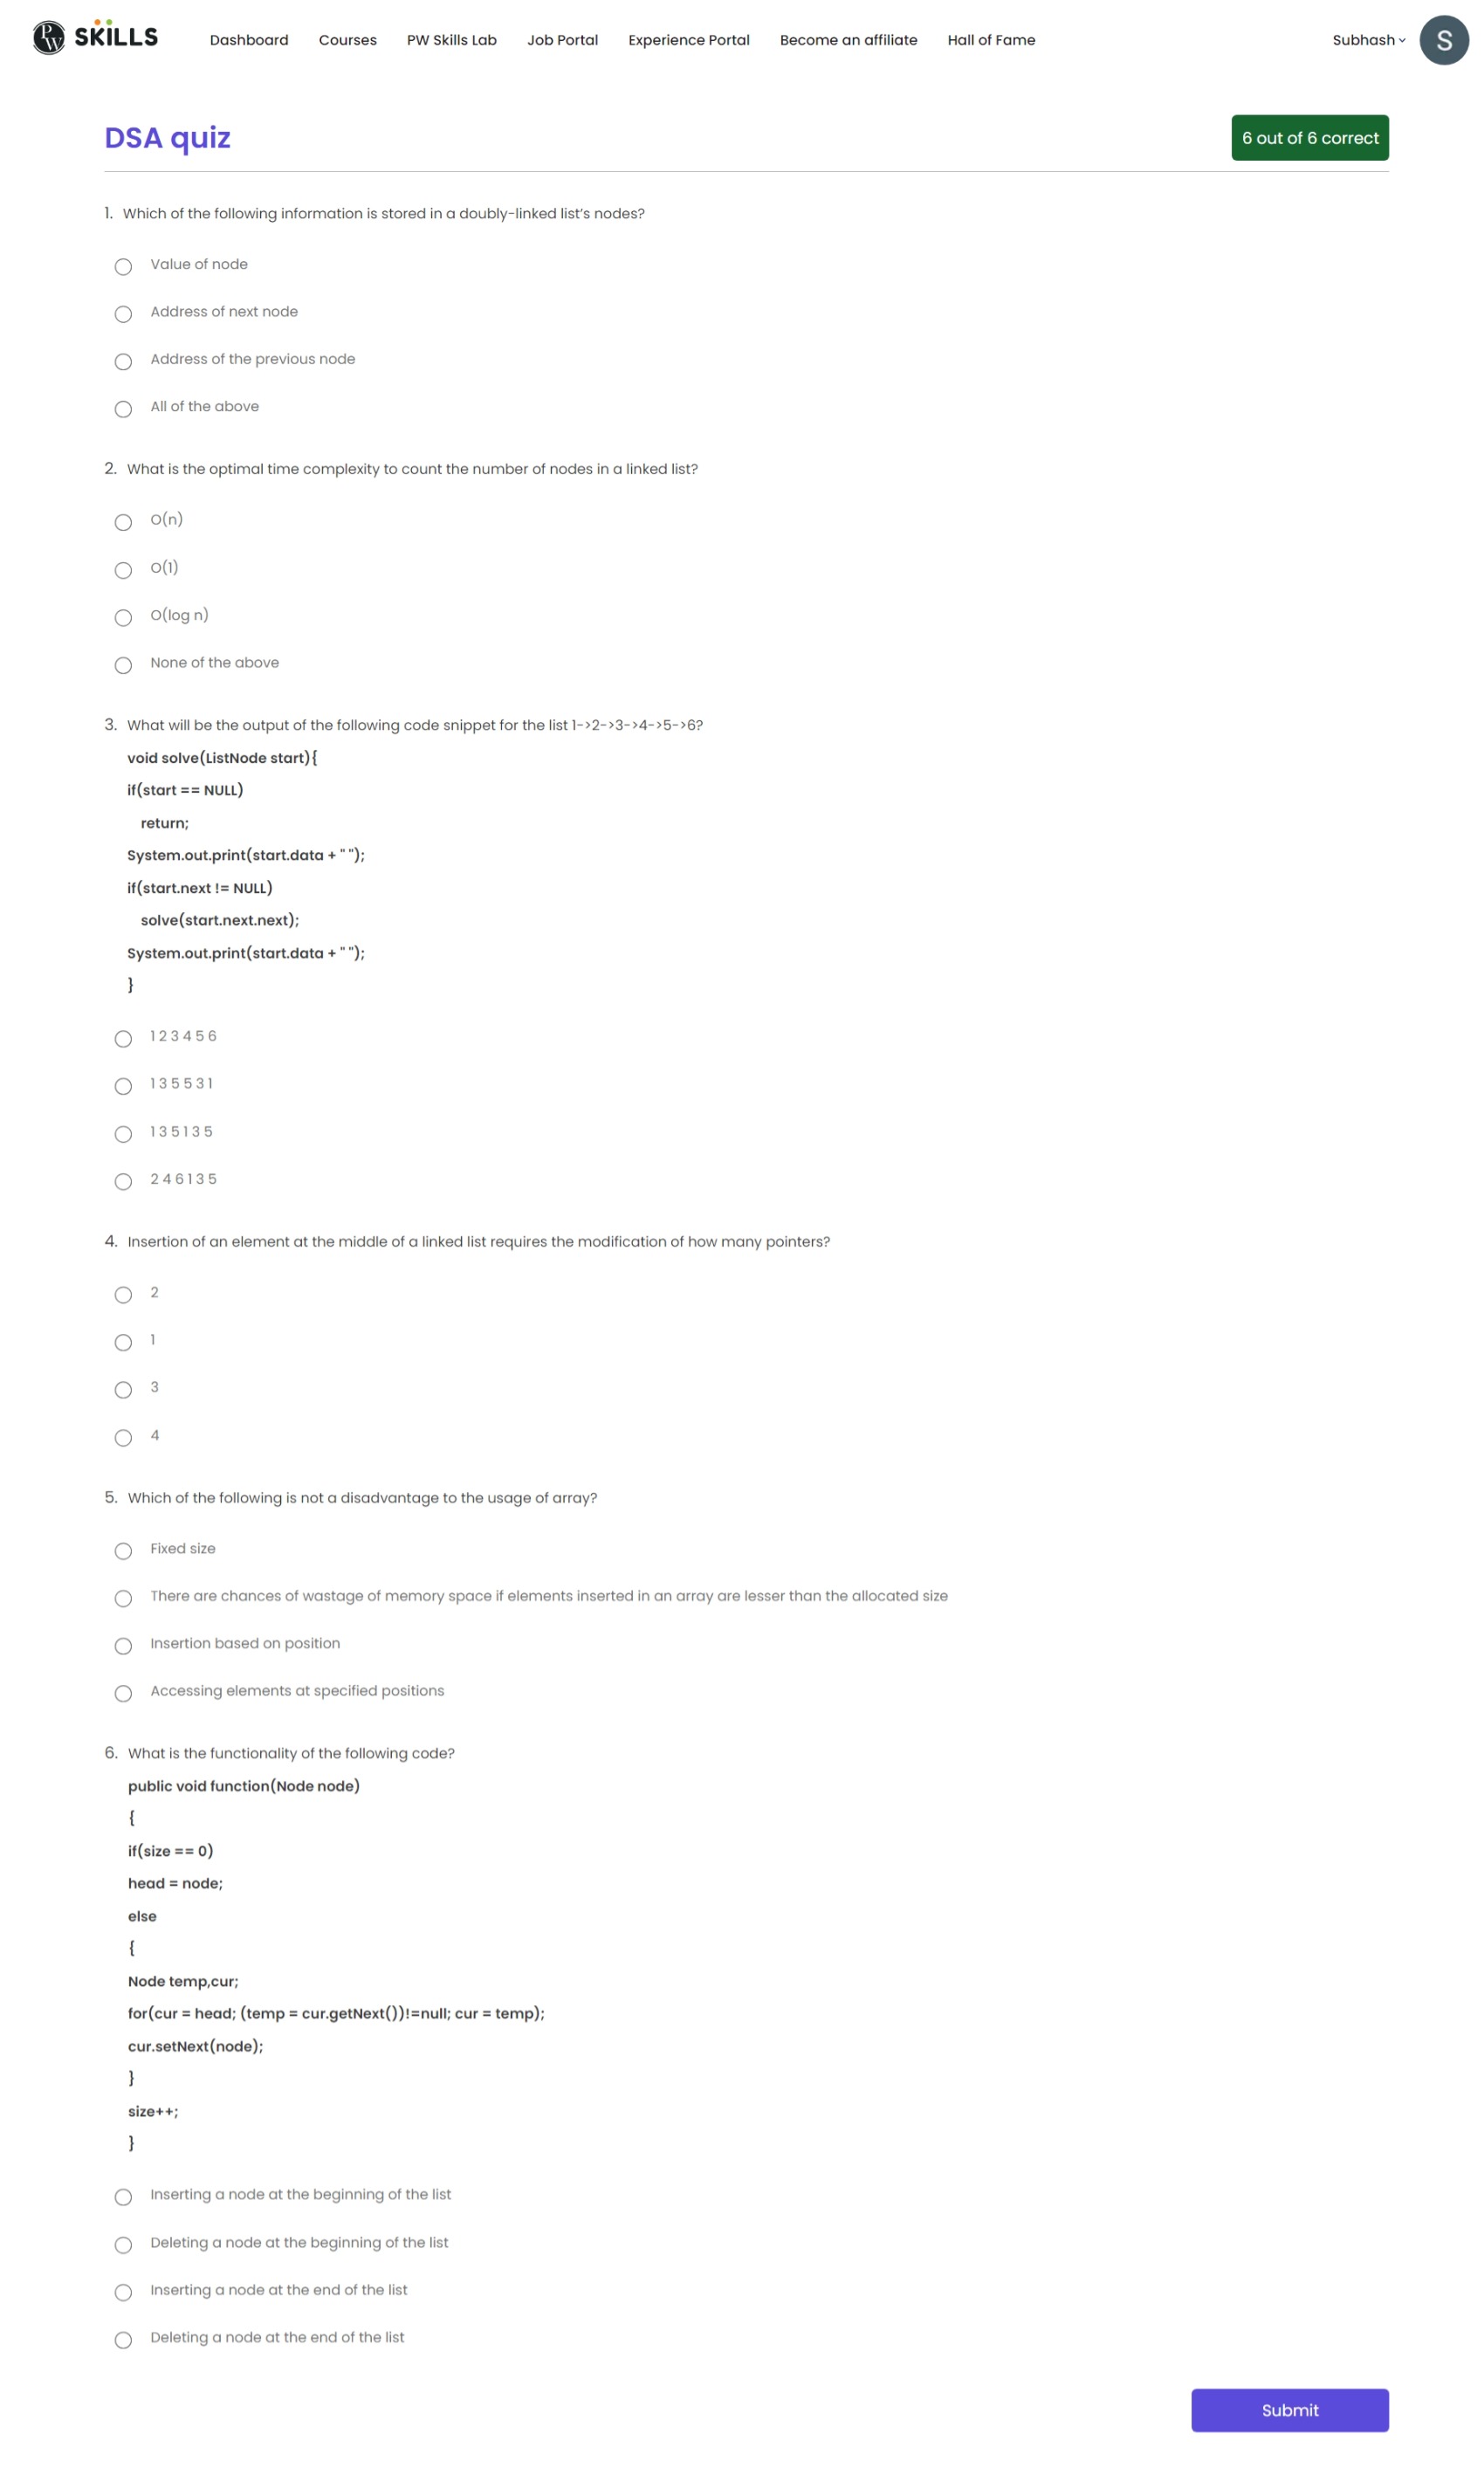 PW SKILLS Dashboard Courses PW Skills Lab Job Portal Experience Portal Become an affiliate Hall of Fame Subhash S
DSA quiz 6 out of 6 correct
1. Which of the following information is stored in a doubly-linked list's nodes?
Value of node
Address of next node
Address of the previous node
All of the above
2. What is the optimal time complexity to count the number of nodes in a linked list?
O(n)
O(1)
O(log n)
None of the above
3. What will be the output of the following code snippet for the list 1->2->3->4->5->6?
void solve(ListNode start){
if(start == NULL)
return;
System.out.print(start.data + " ");
if(start.next != NULL)
solve(start.next.next);
System.out.print(start.data + " ");
}
1 2 3 4 5 6
1 3 5 5 3 1
1 3 5 1 3 5
2 4 6 1 3 5
4. Insertion of an element at the middle of a linked list requires the modification of how many pointers?
2
1
3
4
5. Which of the following is not a disadvantage to the usage of array?
Fixed size
There are chances of wastage of memory space if elements inserted in an array are lesser than the allocated size
Insertion based on position
Accessing elements at specified positions
6. What is the functionality of the following code?
public void function(Node node)
{
if(size == 0)
head = node;
else
{
Node temp,cur;
for(cur = head; (temp = cur.getNext())!=null; cur = temp);
cur.setNext(node);
}
size++;
}
Inserting a node at the beginning of the list
Deleting a node at the beginning of the list
Inserting a node at the end of the list
Deleting a node at the end of the list
Submit